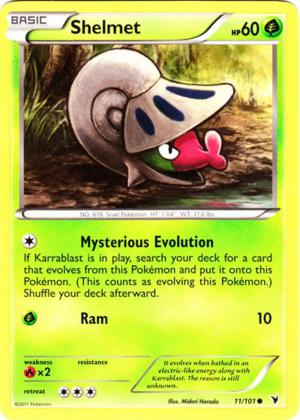 BASIC
Shelmet
HP60
NO. 616 Snail Pokémon HT: 1'04" WT: 17.0 lbs.
Mysterious Evolution
If Karrablast is in play, search your deck for a card
that evolves from this Pokémon and put it onto this
Pokémon. (This counts as evolving this Pokémon.)
Shuffle your deck afterward.
Ram 10
weakness
×2
resistance
retreat
It evolves when bathed in an
electric-like energy along with
Karrablast. The reason is still
unknown.
©2011 Pokémon
Illus. Midori Harada
11/101